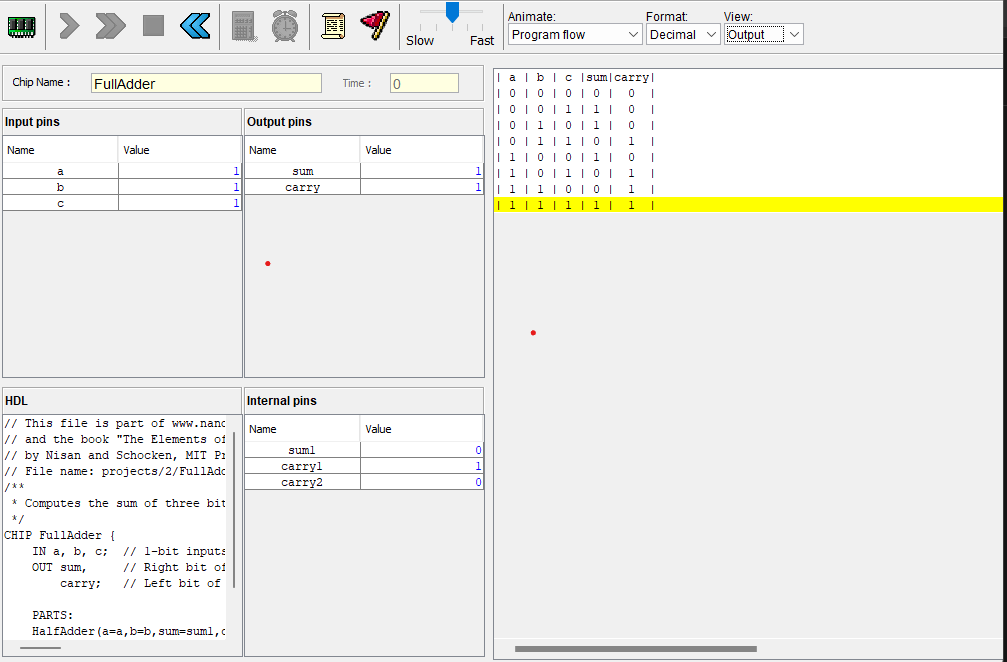 Slow Fast
Animate: Format: View:
Program flow Decimal Output
Chip Name : FullAdder Time : 0
Input pins
Name Value
a 1
b 1
c 1
Output pins
Name Value
sum 1
carry 1
HDL
// This file is part of www.nand
// and the book "The Elements of
// by Nisan and Schocken, MIT Pr
// File name: projects/2/FullAdd
/**
* Computes the sum of three bit
*/
CHIP FullAdder {
IN a, b, c;  // 1-bit inputs
OUT sum,     // Right bit of
carry;   // Left bit of
PARTS:
HalfAdder(a=a,b=b,sum=sum1,c
Internal pins
Name Value
sum1 0
carry1 1
carry2 0
| a | b | c |sum|carry|
| 0 | 0 | 0 | 0 |  0  |
| 0 | 0 | 1 | 1 |  0  |
| 0 | 1 | 0 | 1 |  0  |
| 0 | 1 | 1 | 0 |  1  |
| 1 | 0 | 0 | 1 |  0  |
| 1 | 0 | 1 | 0 |  1  |
| 1 | 1 | 0 | 0 |  1  |
| 1 | 1 | 1 | 1 |  1  |